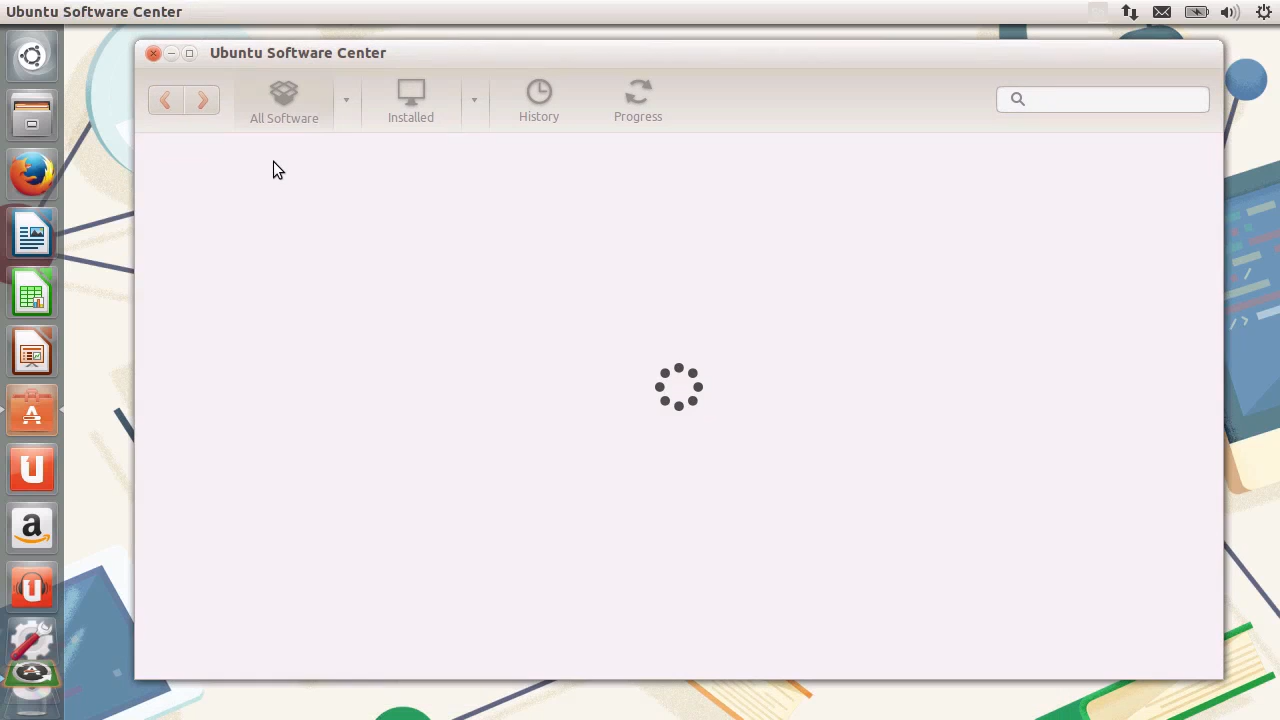 Ubuntu Software Center
Ubuntu Software Center
All Software
Installed
History
Progress